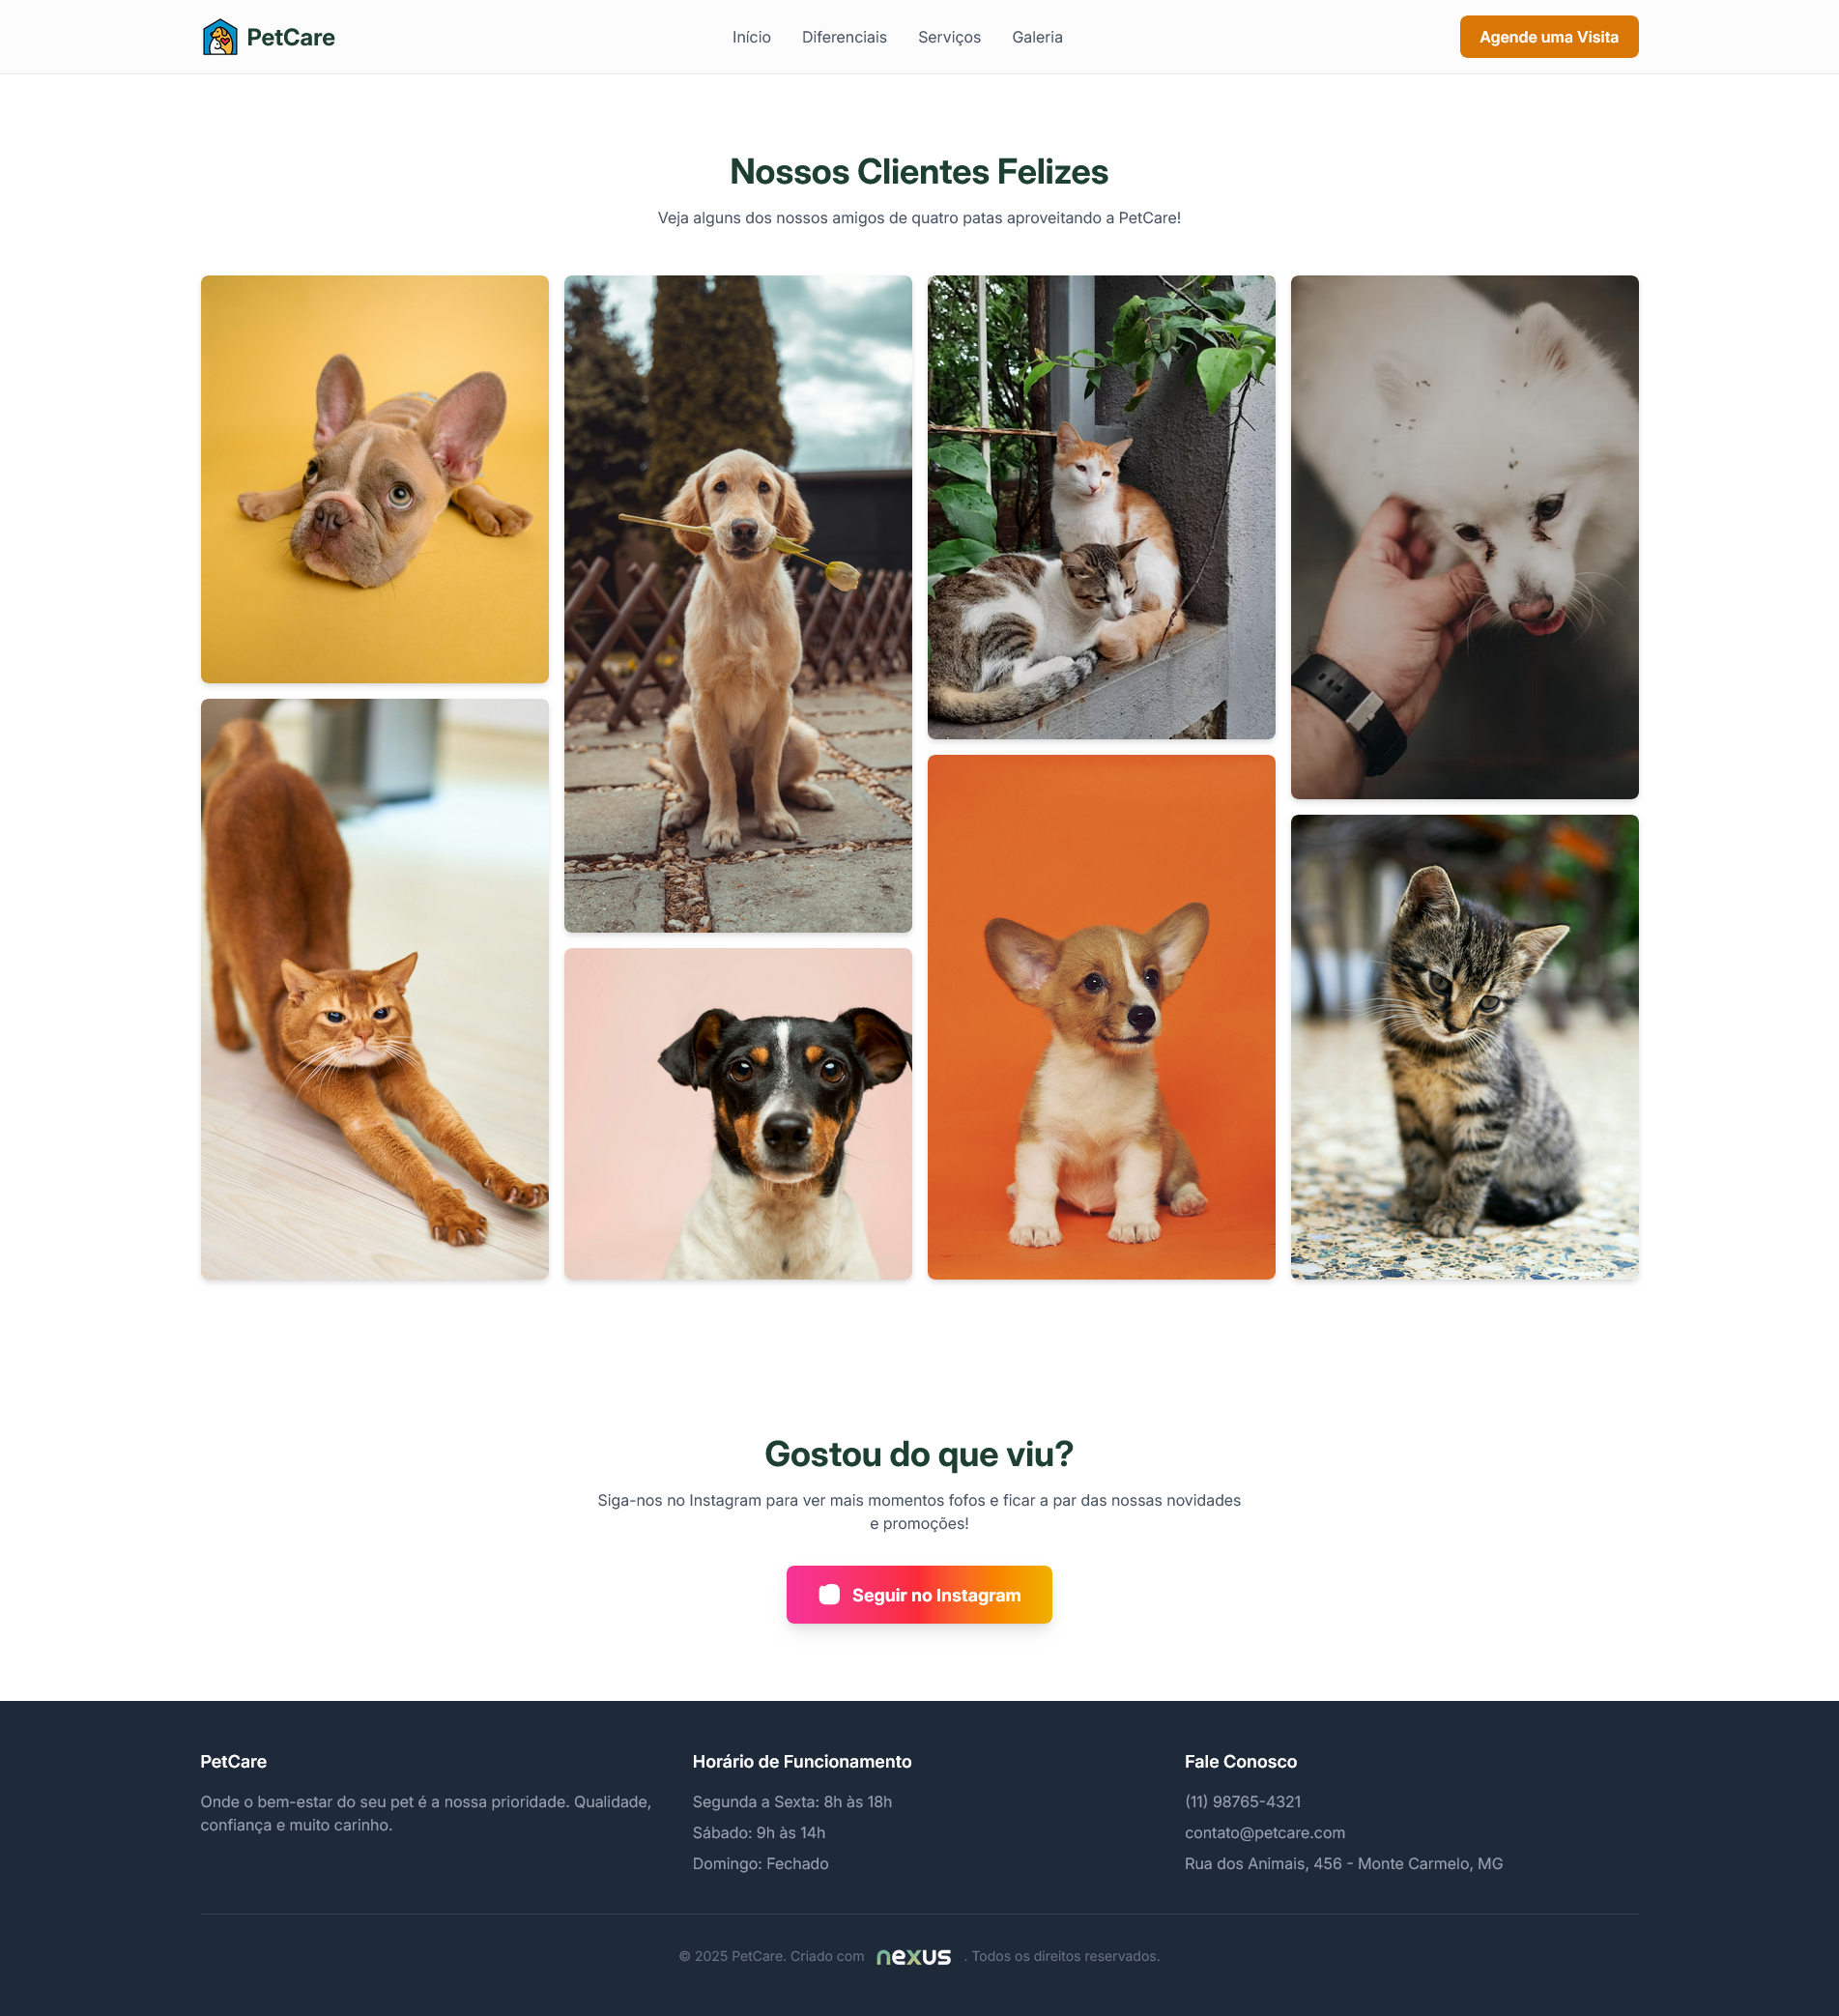 PetCare
Início
Diferenciais
Serviços
Galeria
Agende uma Visita
Nossos Clientes Felizes
Veja alguns dos nossos amigos de quatro patas aproveitando a PetCare!
Gostou do que viu?
Siga-nos no Instagram para ver mais momentos fofos e ficar a par das nossas novidades
e promoções!
Seguir no Instagram
PetCare
Onde o bem-estar do seu pet é a nossa prioridade. Qualidade,
confiança e muito carinho.
Horário de Funcionamento
Segunda a Sexta: 8h às 18h
Sábado: 9h às 14h
Domingo: Fechado
Fale Conosco
(11) 98765-4321
contato@petcare.com
Rua dos Animais, 456 - Monte Carmelo, MG
© 2025 PetCare. Criado com nexus . Todos os direitos reservados.